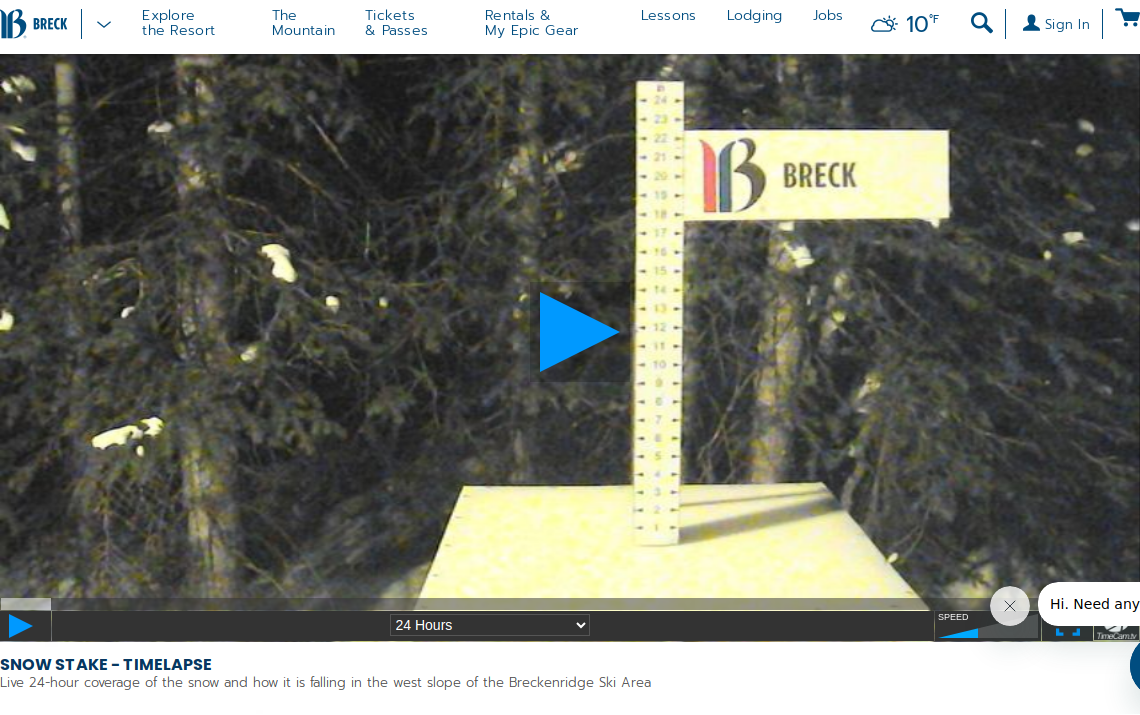 BRECK
Explore
the Resort
The
Mountain
Tickets
& Passes
Rentals &
My Epic Gear
Lessons
Lodging
Jobs
10°F
Sign In
24
23
22
21
20
19
18
17
16
15
14
13
12
11
10
9
8
7
6
5
4
3
2
1
B BRECK
24 Hours
SPEED
Hi. Need any
TimeCam.tv
SNOW STAKE - TIMELAPSE
Live 24-hour coverage of the snow and how it is falling in the west slope of the Breckenridge Ski Area